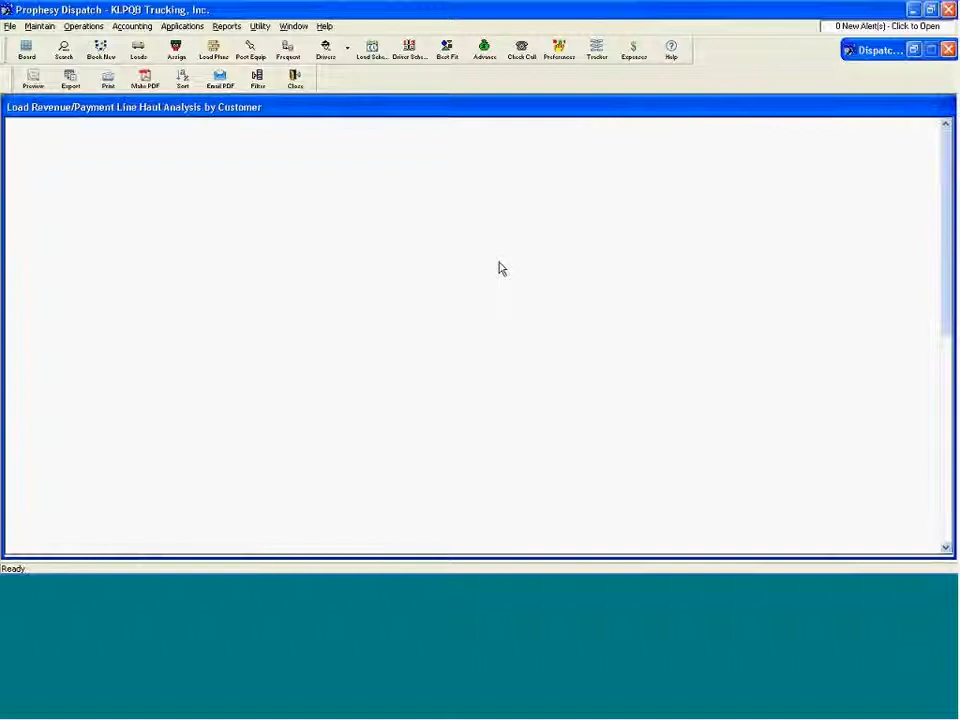 Prophesy Dispatch - KLPQB Trucking, Inc.
File Maintain Operations Accounting Applications Reports Utility Window Help
0 New Alert(s) - Click to Open
Board Search Book New Loads Assign Load Plans Post Equip Frequent Drivers Load Sche... Driver Sche... Best Fit Advance Check Call Preferences Tracker Expenses Help
Dispatc...
Preview Export Print Make PDF Sort Email PDF Filter Close
Load Revenue/Payment Line Haul Analysis by Customer
Ready